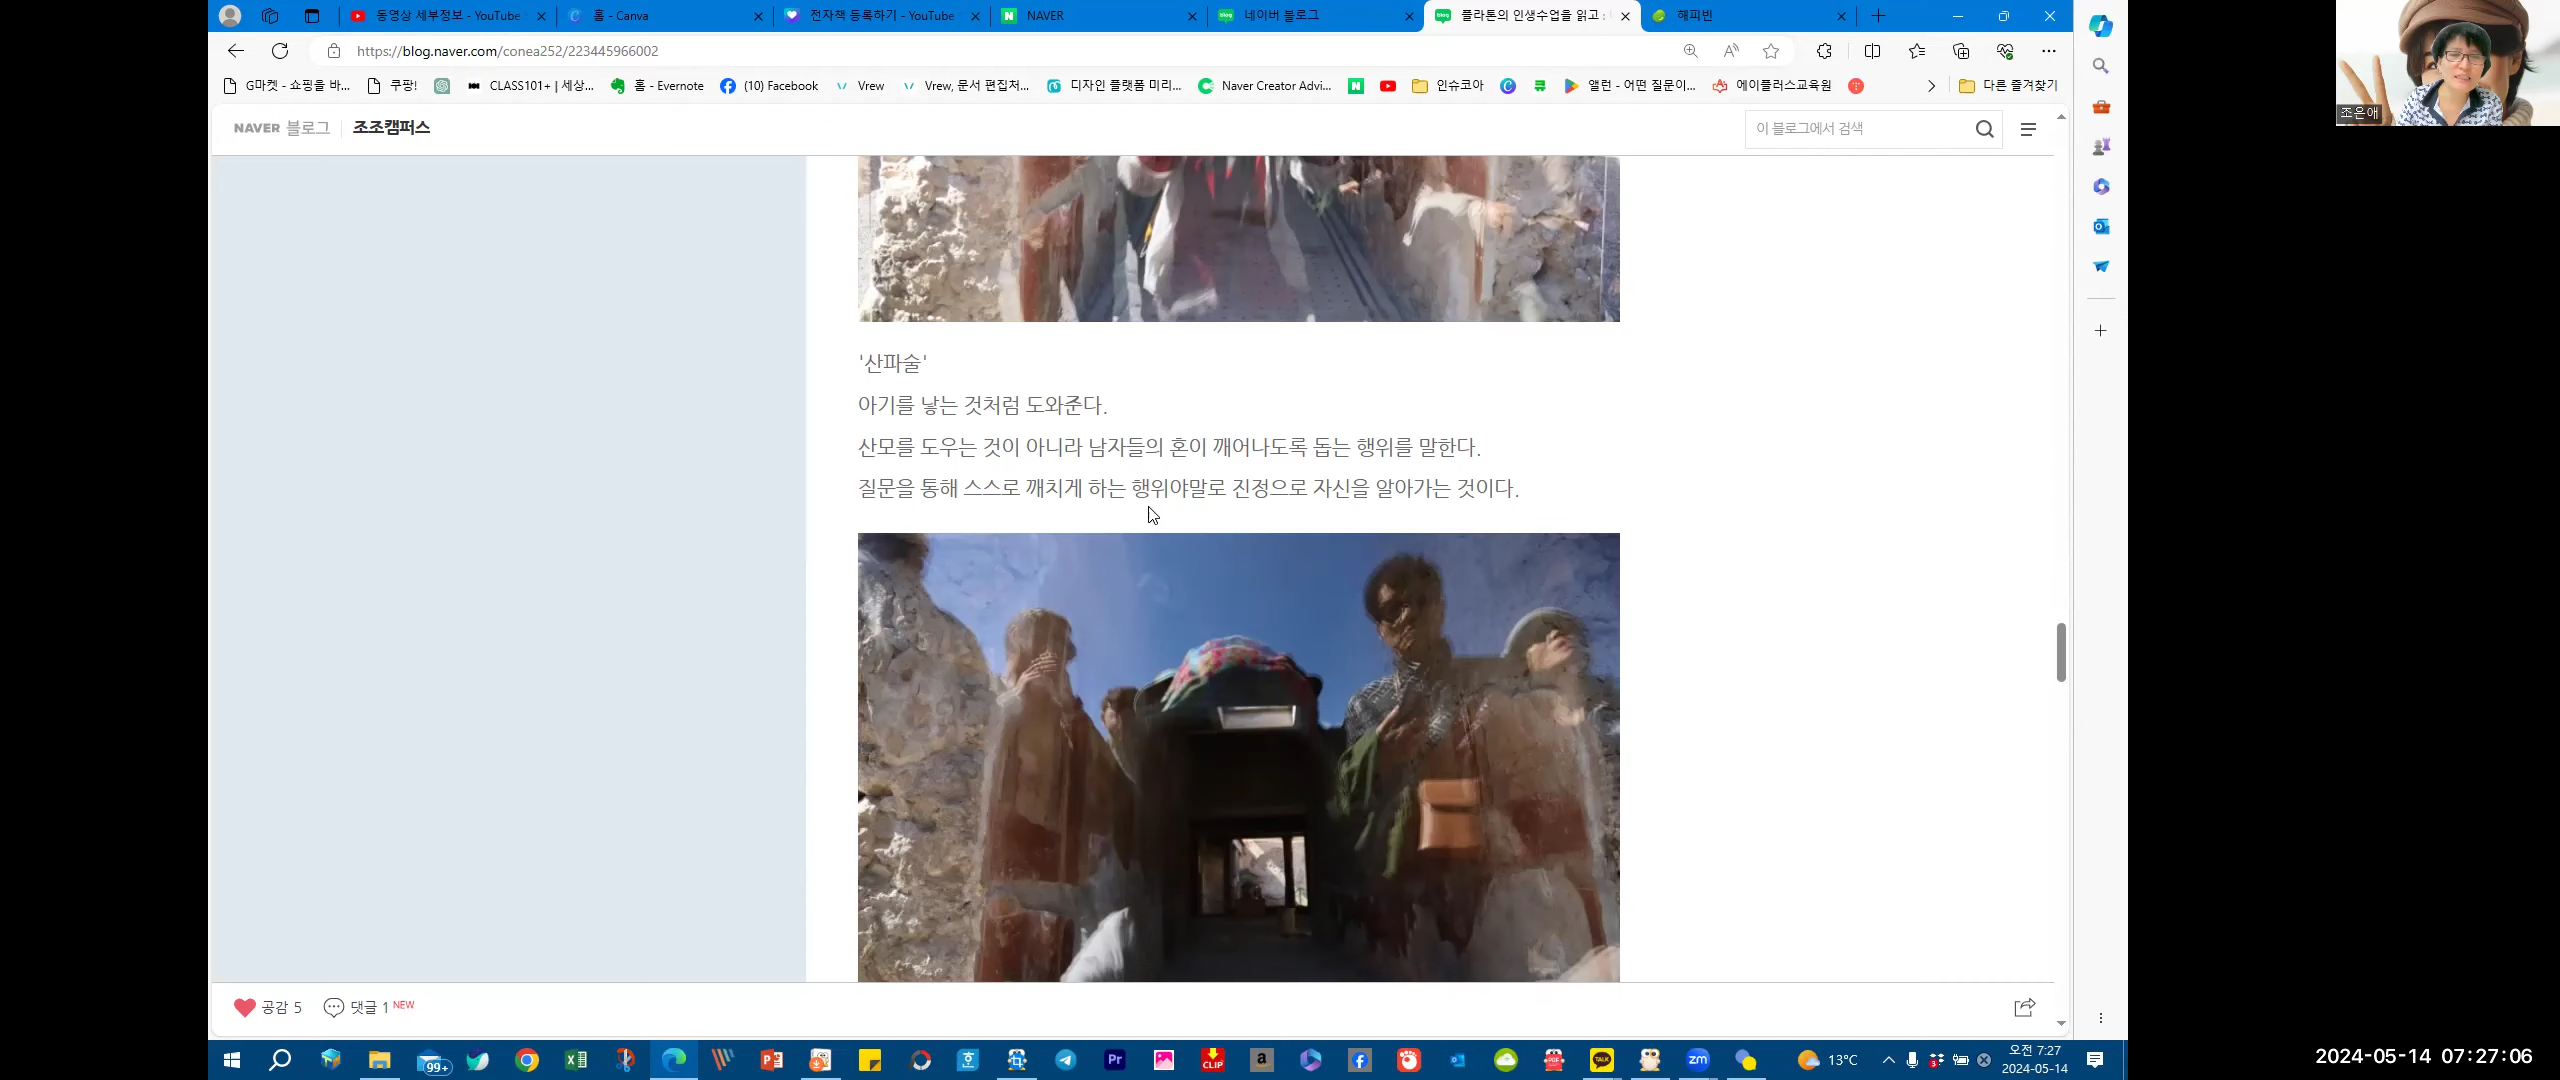 동영상 세부정보 - YouTube
홈 - Canva
전자책 등록하기 - YouTube
NAVER
네이버 블로그
플라톤의 인생수업을 읽고 :
해피빈
https://blog.naver.com/conea252/223445966002
G마켓 - 쇼핑을 바...
쿠팡!
CLASS101+ | 세상...
홈 - Evernote
(10) Facebook
Vrew
Vrew, 문서 편집처...
디자인 플랫폼 미리...
Naver Creator Advi...
인슈코아
앨런 - 어떤 질문이...
에이플러스교육원
다른 즐겨찾기
조은애
NAVER 블로그
조조캠퍼스
이 블로그에서 검색
'산파술'
아기를 낳는 것처럼 도와준다.
산모를 도우는 것이 아니라 남자들의 혼이 깨어나도록 돕는 행위를 말한다.
질문을 통해 스스로 깨치게 하는 행위야말로 진정으로 자신을 알아가는 것이다.
공감 5
댓글 1 NEW
99+
Pr
CLIP
a
zm
13°C
오전 7:27
2024-05-14
2024-05-14 07:27:06